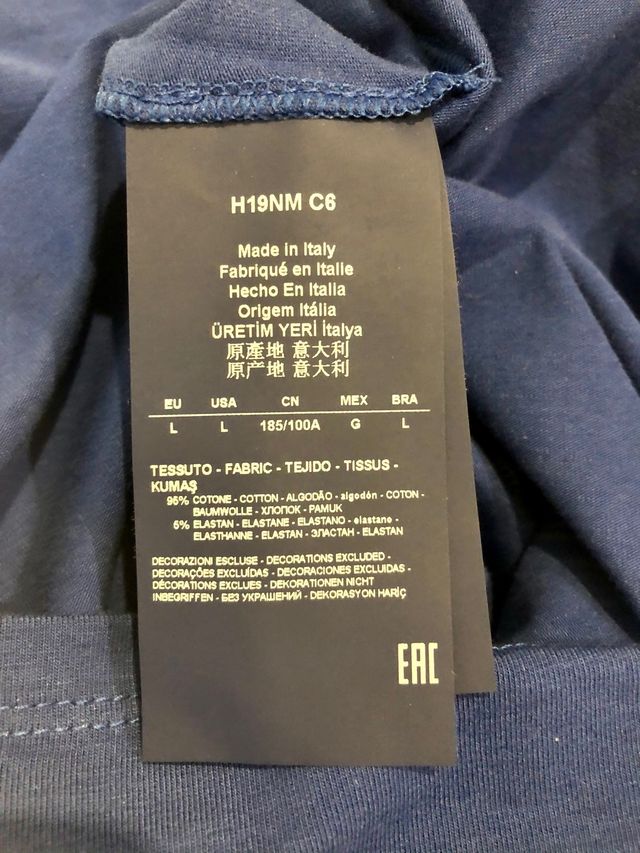 H19NM C6
Made in Italy
Fabriqué en Italie
Hecho En Italia
Origem Itália
ÜRETİM YERİ İtalya
原產地 意大利
原产地 意大利
EU USA CN MEX BRA
L L 185/100A G L
TESSUTO - FABRIC - TEJIDO - TISSUS -
KUMAŞ
95% COTONE - COTTON - ALGODÃO - algodón - COTON -
BAUMWOLLE - ХЛОПОК - PAMUK
5% ELASTAN - ELASTANE - ELASTANO - elastane -
ELASTHANNE - ELASTAN - ЭЛАСТАН - ELASTAN
DECORAZIONI ESCLUSE - DECORATIONS EXCLUDED -
DECORAÇÕES EXCLUÍDAS - DECORACIONES EXCLUIDAS -
DÉCORATIONS EXCLUES - DEKORATIONEN NICHT
INBEGRIFFEN - БЕЗ УКРАШЕНИЙ - DEKORASYON HARİÇ
EAC